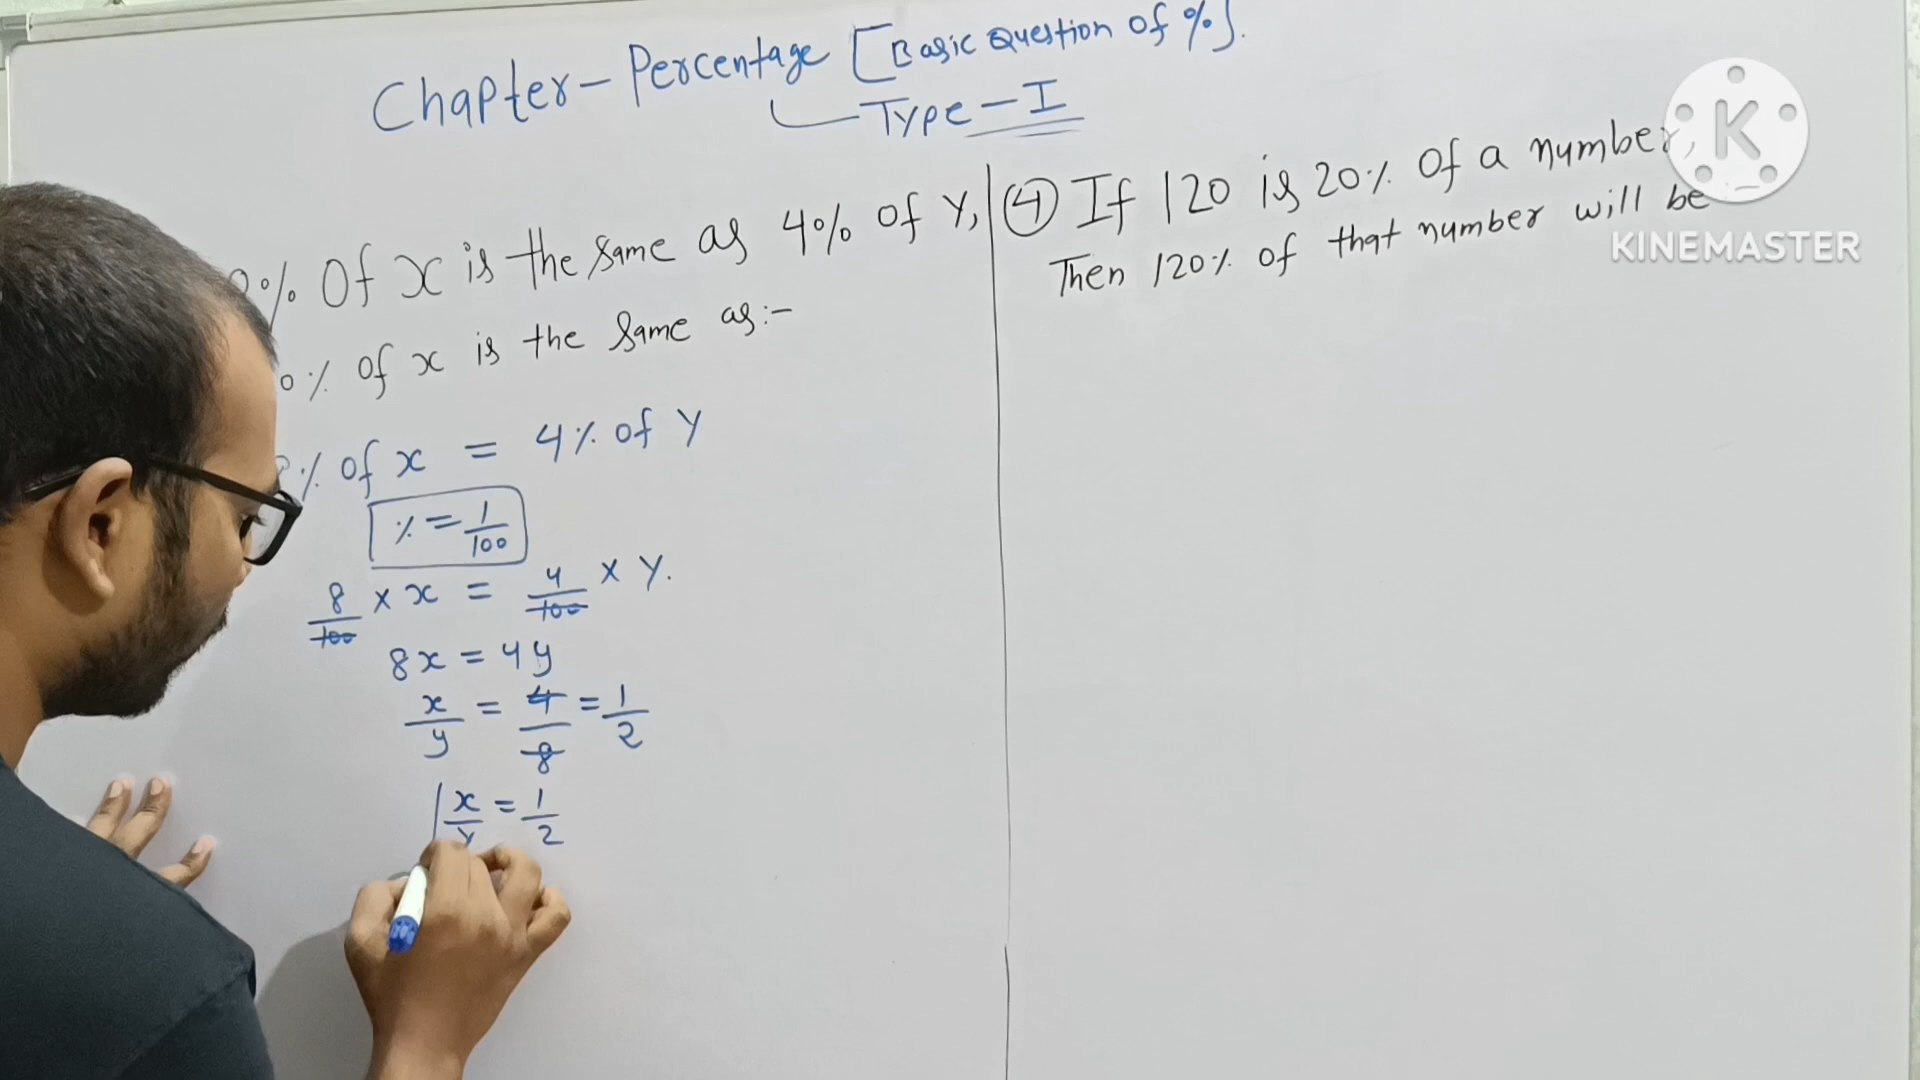 Chapter - Percentage [Basic Question of %].
Type - I
% Of x is the same as 4% of y,
% of x is the same as :-
% of x = 4% of y
% = 1/100
8/100 × x = 4/100 × y.
8x = 4y
x/y = 4/8 = 1/2
x/y = 1/2
④ If 120 is 20% of a number,
Then 120% of that number will be
K
KINEMASTER